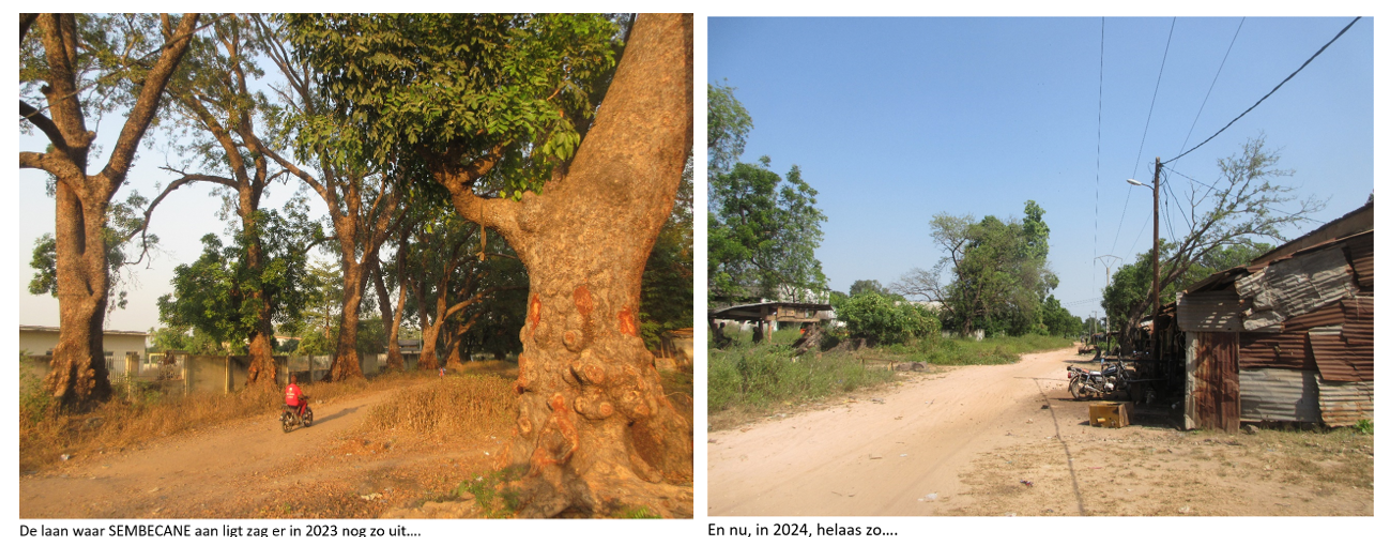 De laan waar SEMBECANE aan ligt zag er in 2023 nog zo uit....
En nu, in 2024, helaas zo....